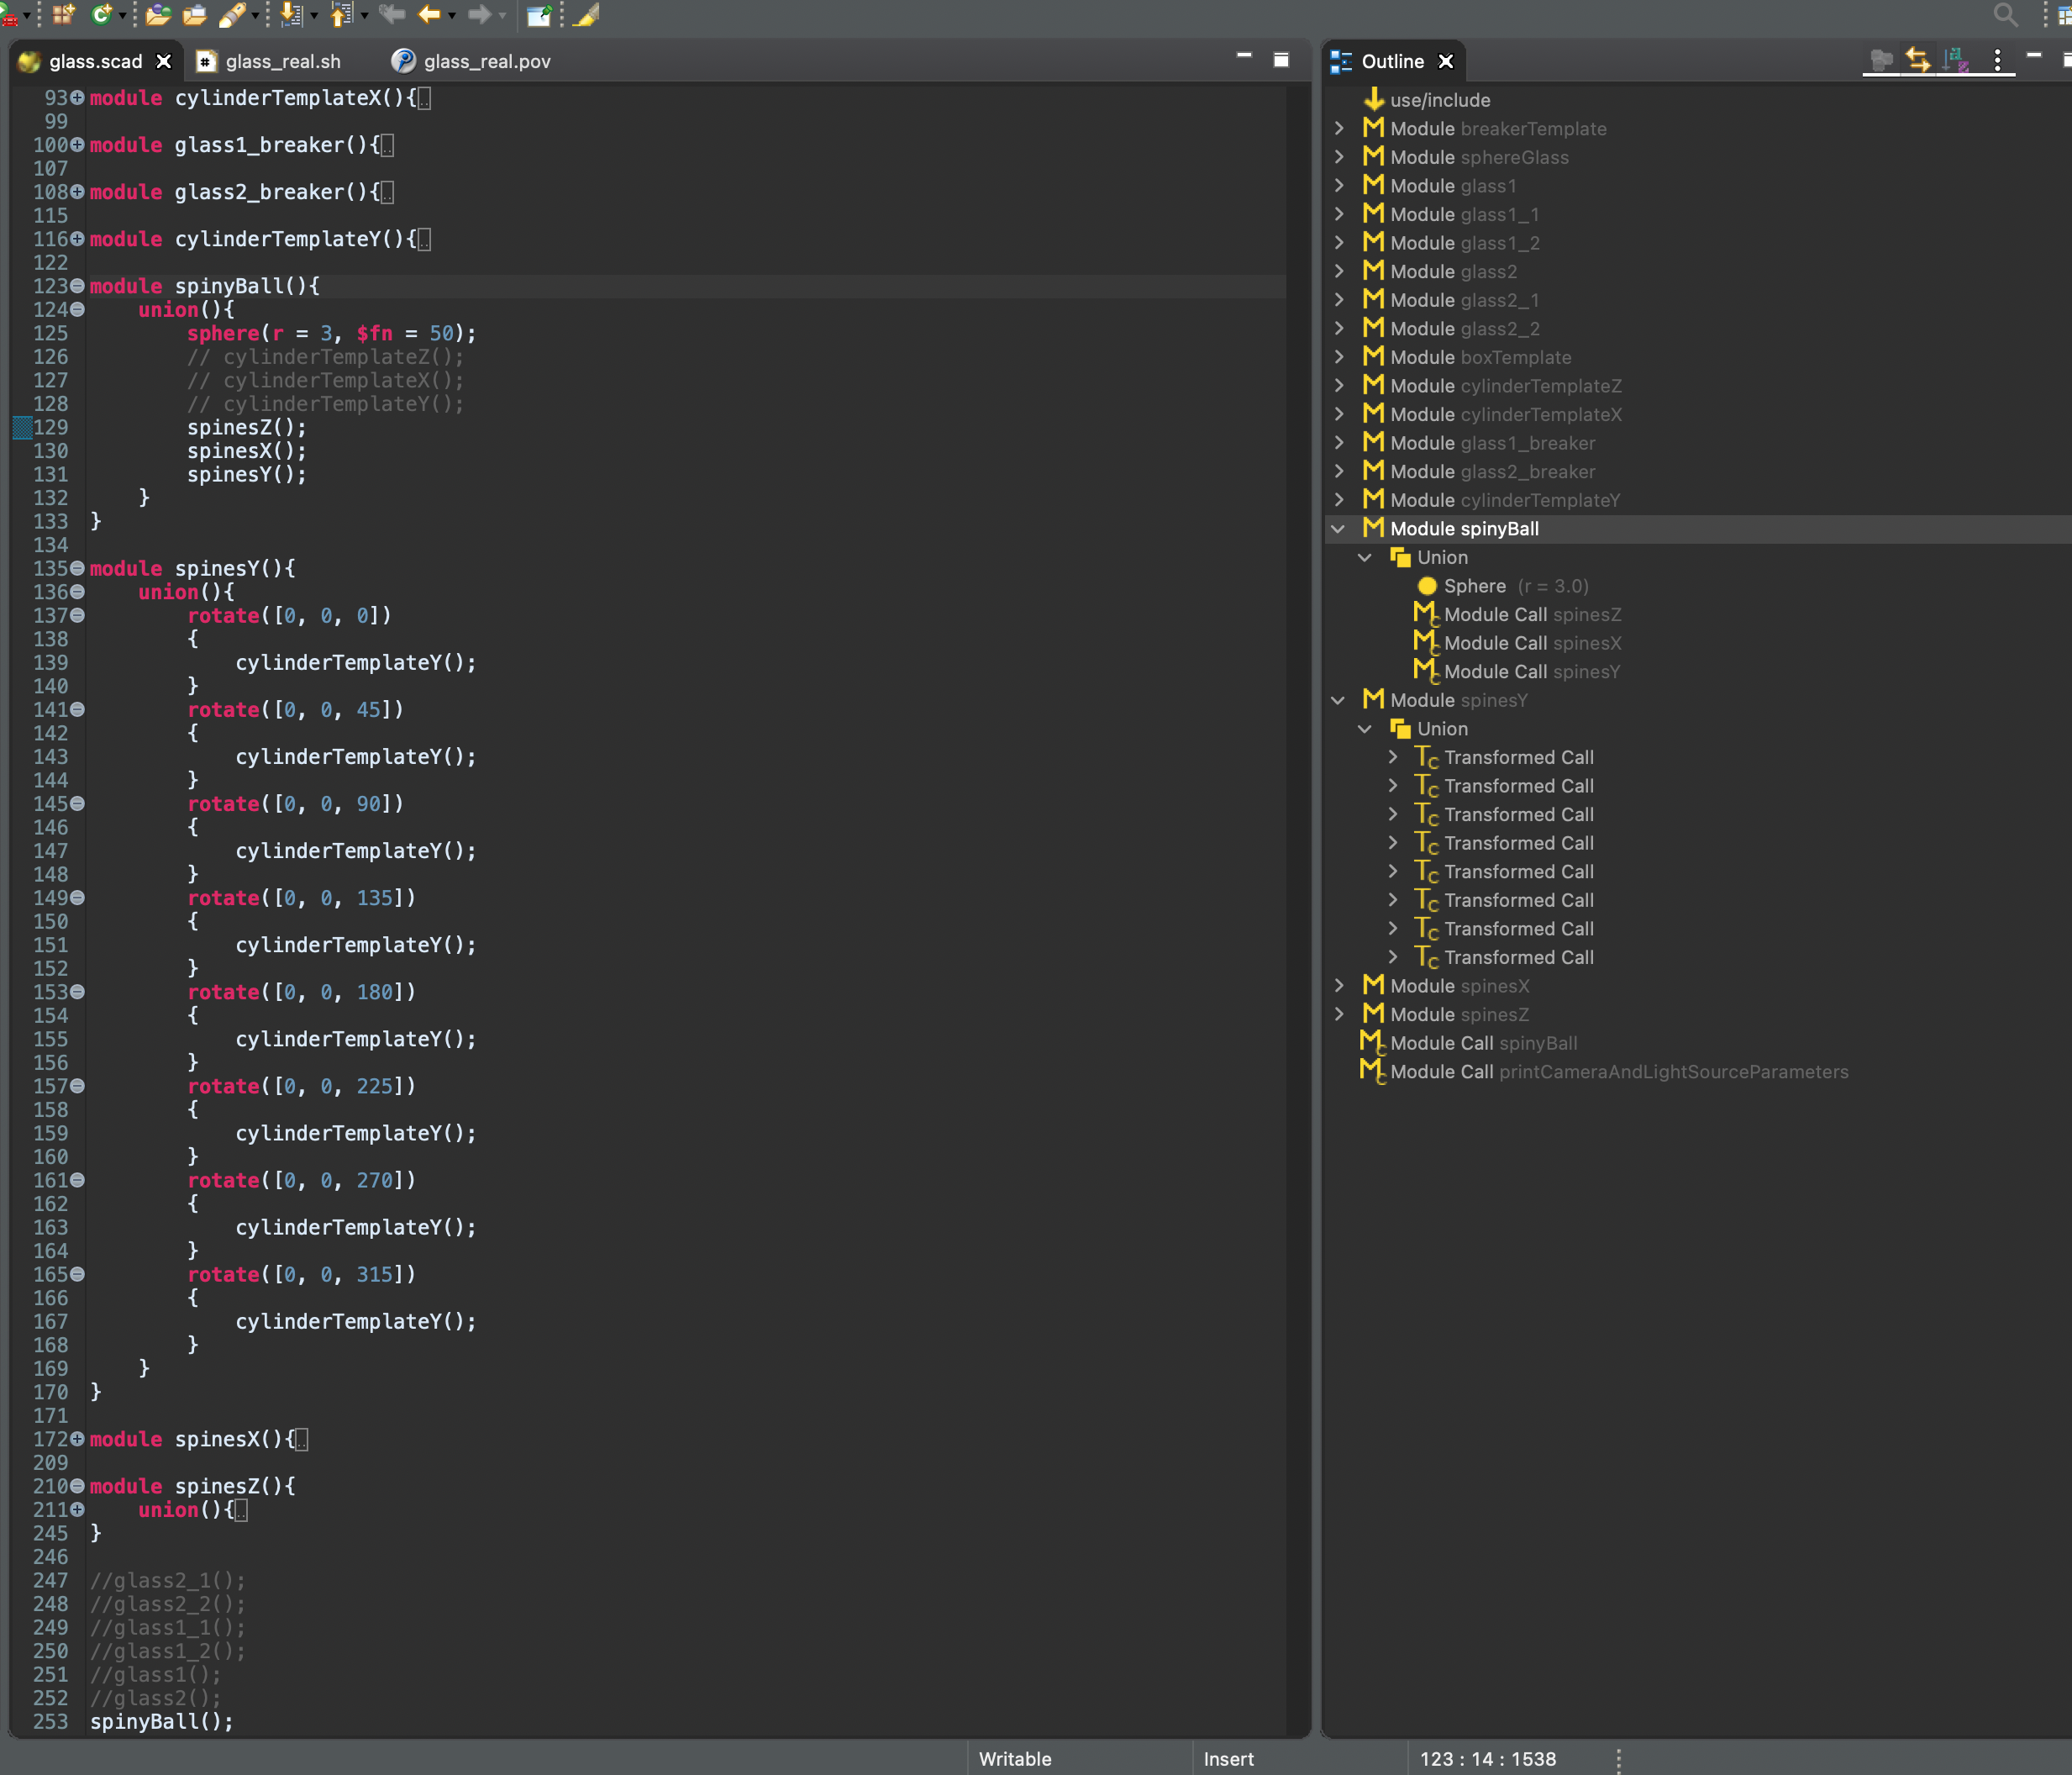 glass.scad
glass_real.sh
glass_real.pov
93 module cylinderTemplateX(){..
99
100 module glass1_breaker(){..
107
108 module glass2_breaker(){..
115
116 module cylinderTemplateY(){..
122
123 module spinyBall(){
124 union(){
125 sphere(r = 3, $fn = 50);
126 // cylinderTemplateZ();
127 // cylinderTemplateX();
128 // cylinderTemplateY();
129 spinesZ();
130 spinesX();
131 spinesY();
132 }
133 }
134
135 module spinesY(){
136 union(){
137 rotate([0, 0, 0])
138 {
139 cylinderTemplateY();
140 }
141 rotate([0, 0, 45])
142 {
143 cylinderTemplateY();
144 }
145 rotate([0, 0, 90])
146 {
147 cylinderTemplateY();
148 }
149 rotate([0, 0, 135])
150 {
151 cylinderTemplateY();
152 }
153 rotate([0, 0, 180])
154 {
155 cylinderTemplateY();
156 }
157 rotate([0, 0, 225])
158 {
159 cylinderTemplateY();
160 }
161 rotate([0, 0, 270])
162 {
163 cylinderTemplateY();
164 }
165 rotate([0, 0, 315])
166 {
167 cylinderTemplateY();
168 }
169 }
170 }
171
172 module spinesX(){..
209
210 module spinesZ(){
211 union(){..
245 }
246
247 //glass2_1();
248 //glass2_2();
249 //glass1_1();
250 //glass1_2();
251 //glass1();
252 //glass2();
253 spinyBall();
Outline
use/include
Module breakerTemplate
Module sphereGlass
Module glass1
Module glass1_1
Module glass1_2
Module glass2
Module glass2_1
Module glass2_2
Module boxTemplate
Module cylinderTemplateZ
Module cylinderTemplateX
Module glass1_breaker
Module glass2_breaker
Module cylinderTemplateY
Module spinyBall
Union
Sphere (r = 3.0)
Module Call spinesZ
Module Call spinesX
Module Call spinesY
Module spinesY
Union
Transformed Call
Transformed Call
Transformed Call
Transformed Call
Transformed Call
Transformed Call
Transformed Call
Transformed Call
Module spinesX
Module spinesZ
Module Call spinyBall
Module Call printCameraAndLightSourceParameters
Writable
Insert
123 : 14 : 1538